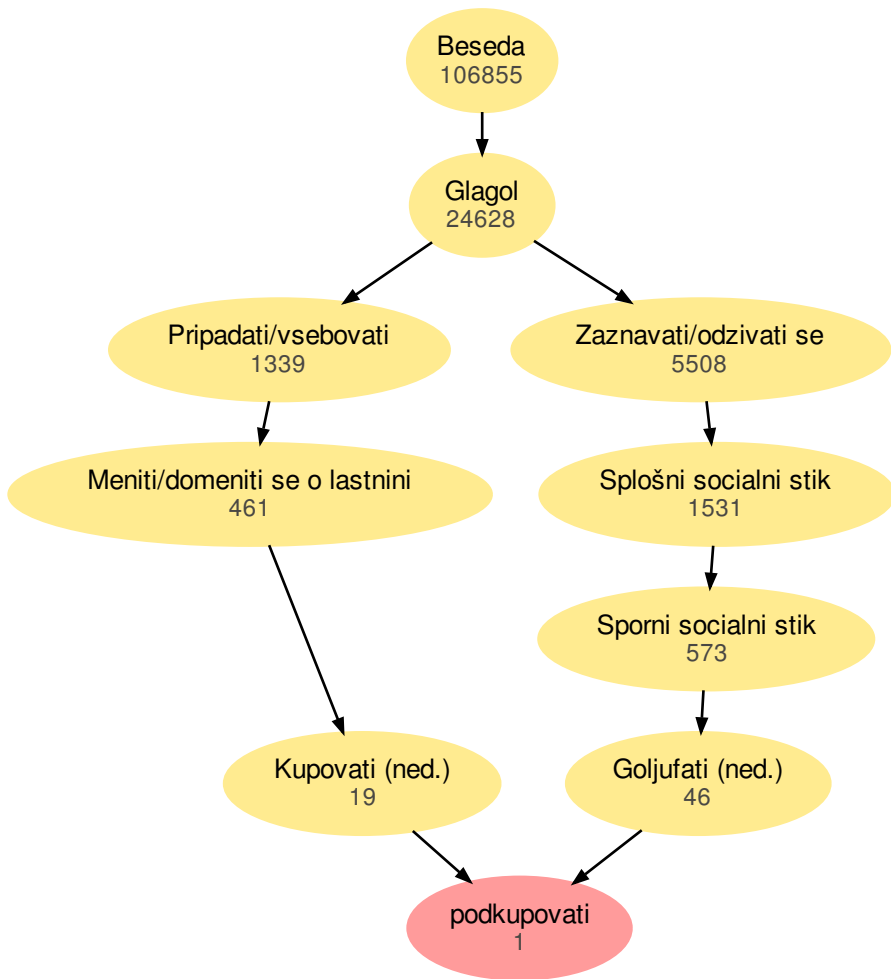 Beseda
106855
Glagol
24628
Pripadati/vsebovati
1339
Zaznavati/odzivati se
5508
Meniti/domeniti se o lastnini
461
Splošni socialni stik
1531
Sporni socialni stik
573
Kupovati (ned.)
19
Goljufati (ned.)
46
podkupovati
1